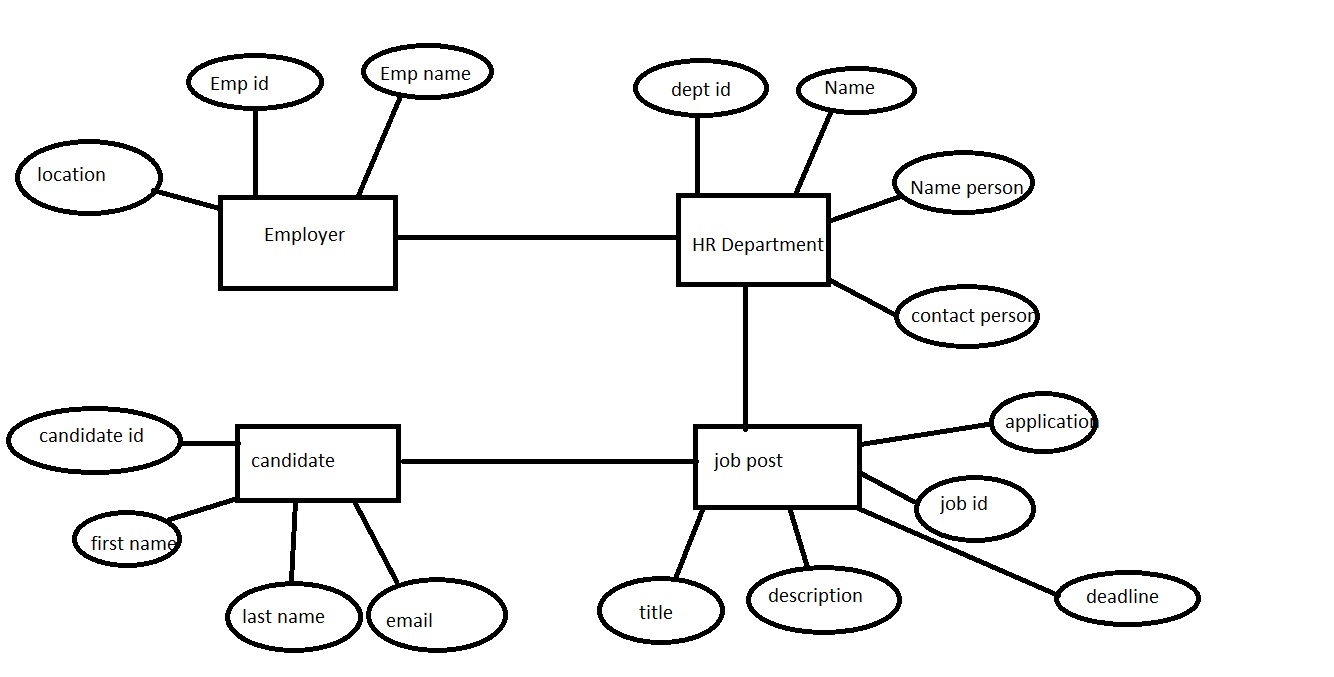 Emp id
Emp name
location
Employer
dept id
Name
Name person
HR Department
contact person
candidate id
candidate
first name
last name
email
application
job post
job id
title
description
deadline